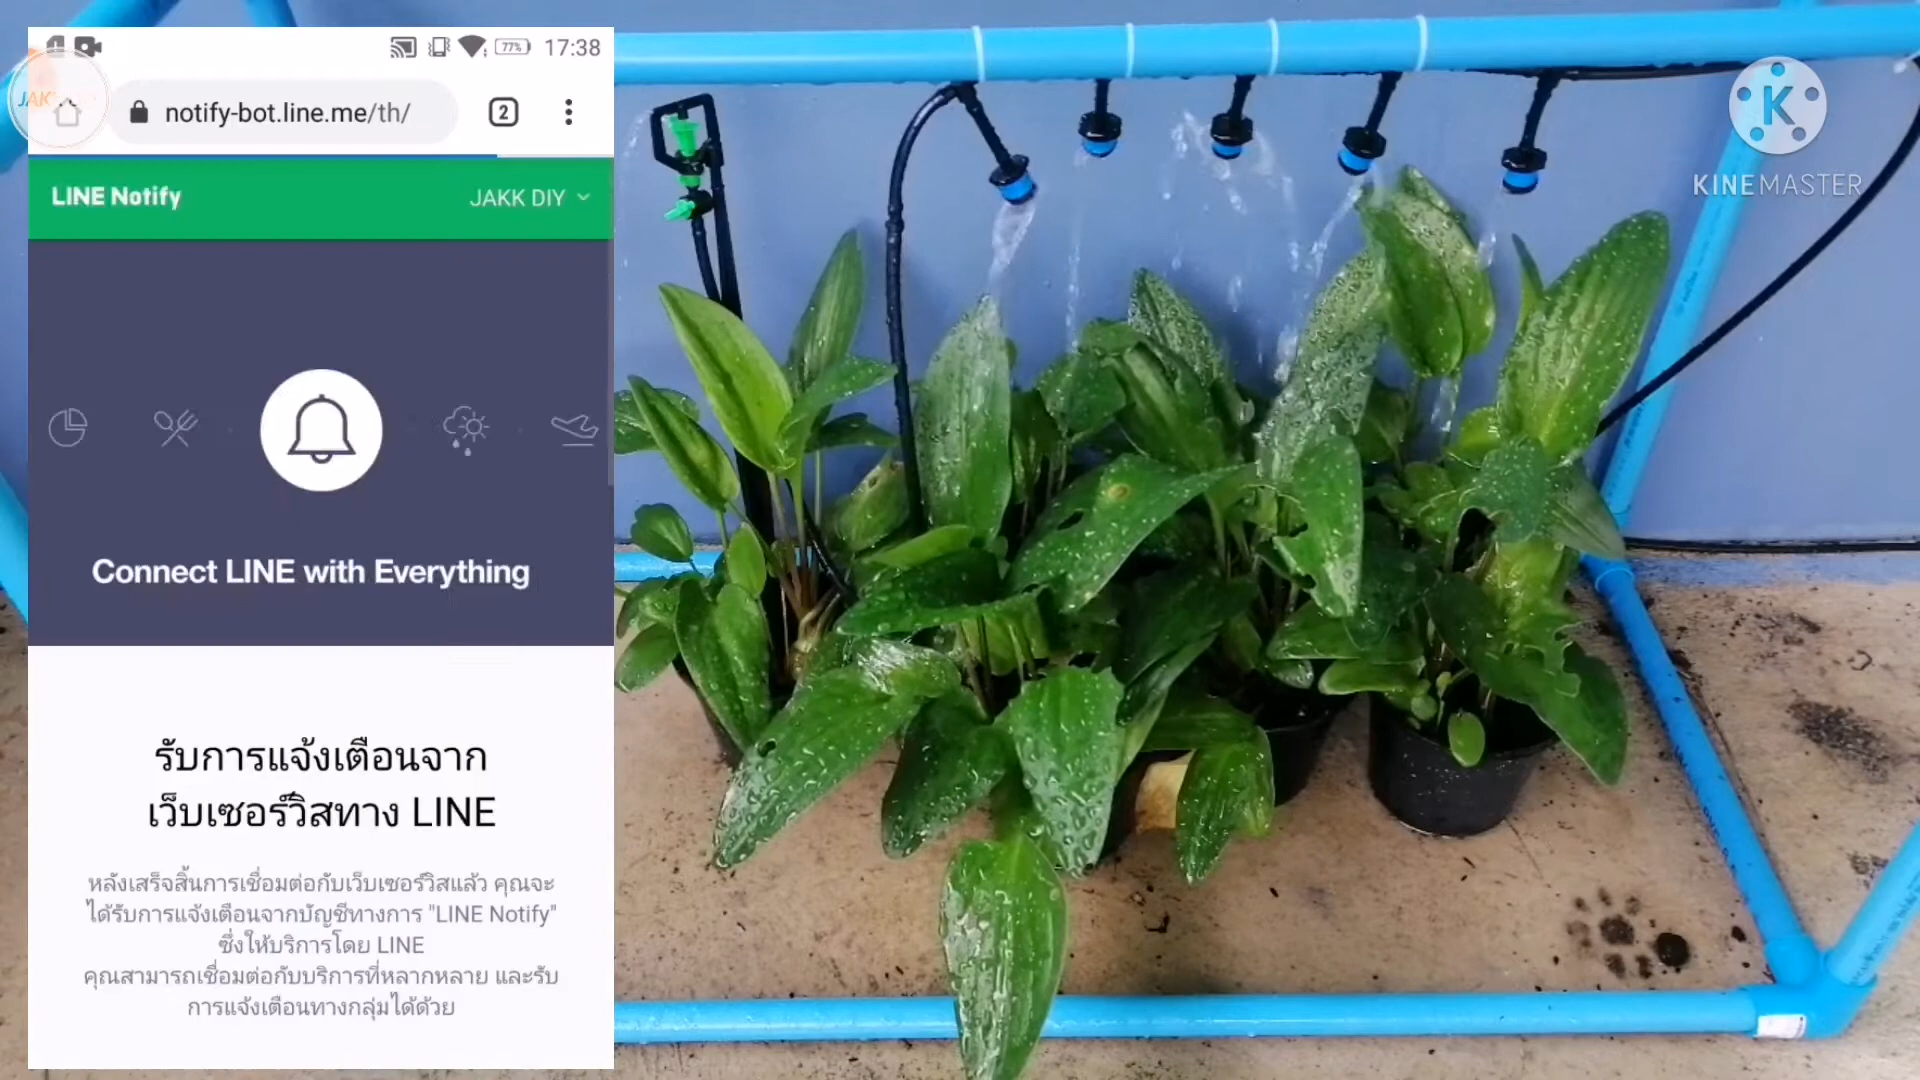 77%
17:38
JAK
notify-bot.line.me/th/
2
LINE Notify
JAKK DIY
Connect LINE with Everything
รับการแจ้งเตือนจาก
เว็บเซอร์วิสทาง LINE
หลังเสร็จสิ้นการเชื่อมต่อกับเว็บเซอร์วิสแล้ว คุณจะ
ได้รับการแจ้งเตือนจากบัญชีทางการ "LINE Notify"
ซึ่งให้บริการโดย LINE
คุณสามารถเชื่อมต่อกับบริการที่หลากหลาย และรับ
การแจ้งเตือนทางกลุ่มได้ด้วย
K
KINEMASTER